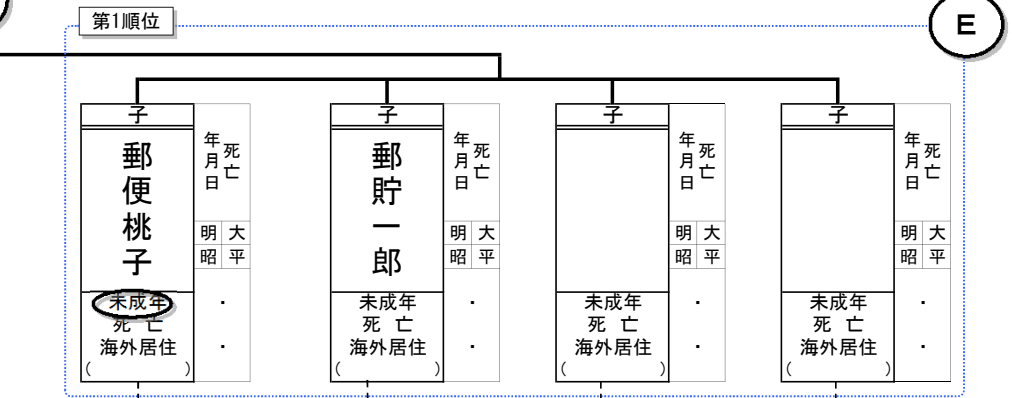 第1順位
E
子
郵便桃子
未成年
死亡
海外居住
( )
死亡年月日
明 大
昭 平
・
・
子
郵貯一郎
未成年
死亡
海外居住
( )
死亡年月日
明 大
昭 平
・
・
子
未成年
死亡
海外居住
( )
死亡年月日
明 大
昭 平
・
・
子
未成年
死亡
海外居住
( )
死亡年月日
明 大
昭 平
・
・